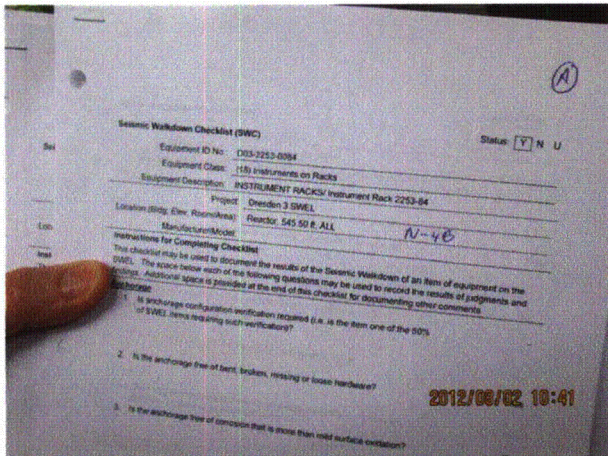 A
Seismic Walkdown Checklist (SWC)
Status: Y N U
Equipment ID No: D03-2253-0084
Equipment Class: (18) Instruments on Racks
Equipment Description: INSTRUMENT RACKS/ Instrument Rack 2253-84
Project: Dresden 3 SWEL
Location (Bldg, Elev, Room/Area): Reactor, 545.50 ft, ALL
N-46
Manufacturer/Model:
Instructions for Completing Checklist
This checklist may be used to document the results of the Seismic Walkdown of an item of equipment on the
SWEL. The space below each of the following questions may be used to record the results of judgments and
findings. Additional space is provided at the end of this checklist for documenting other comments.
Anchorage
1. Is anchorage configuration verification required (i.e. is the item one of the 50%
of SWEL items requiring such verification)?
2. Is the anchorage free of bent, broken, missing or loose hardware?
3. Is the anchorage free of corrosion that is more than mild surface oxidation?
2012/08/02 10:41